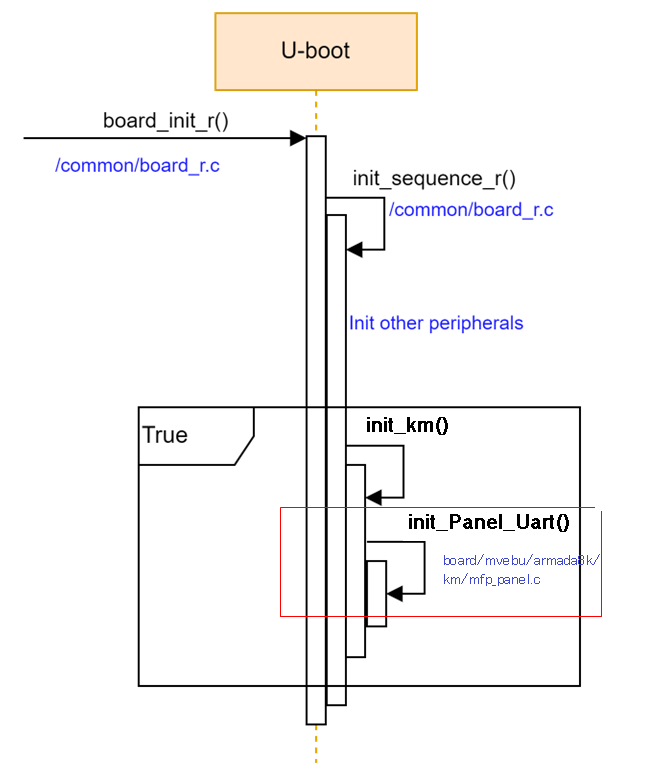 U-boot
board_init_r()
/common/board_r.c
init_sequence_r()
/common/board_r.c
Init other peripherals
True
init_km()
init_Panel_Uart()
board/mvebu/armada8k/
km/mfp_panel.c